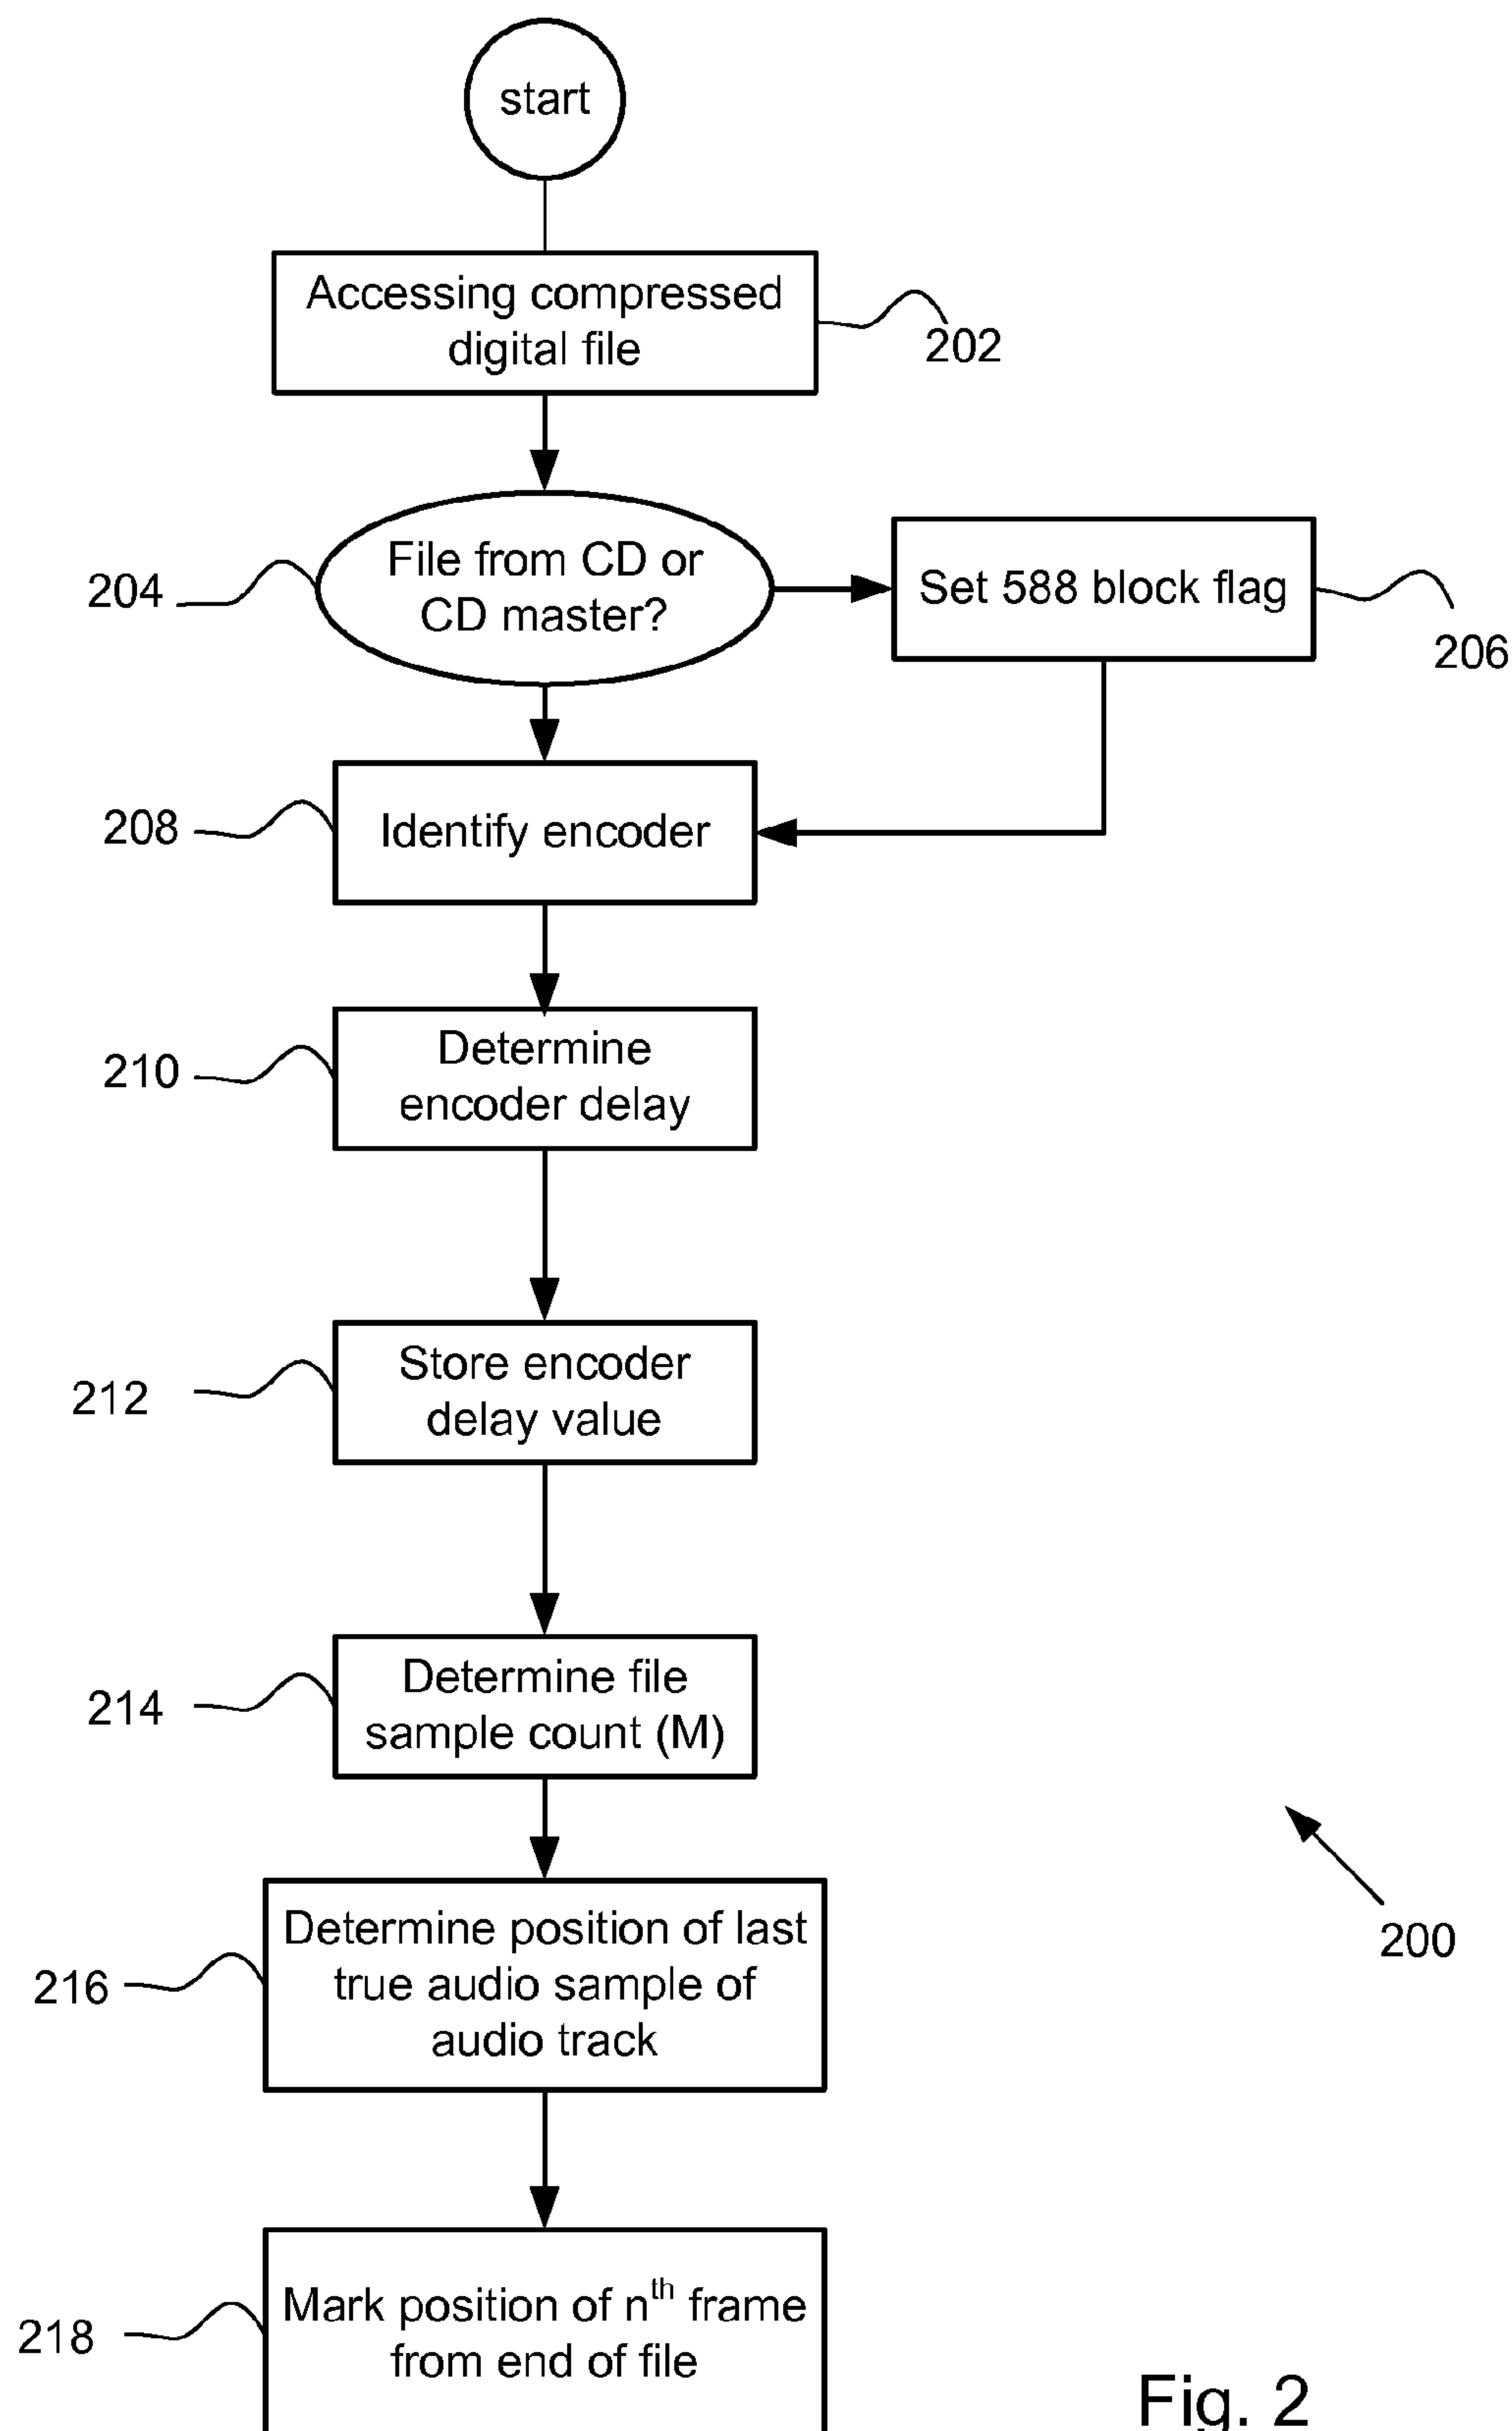 start
Accessing compressed
digital file
202
File from CD or
CD master?
204
Set 588 block flag
206
Identify encoder
208
Determine
encoder delay
210
Store encoder
delay value
212
Determine file
sample count (M)
214
Determine position of last
true audio sample of
audio track
216
200
Mark position of nth frame
from end of file
218
Fig. 2